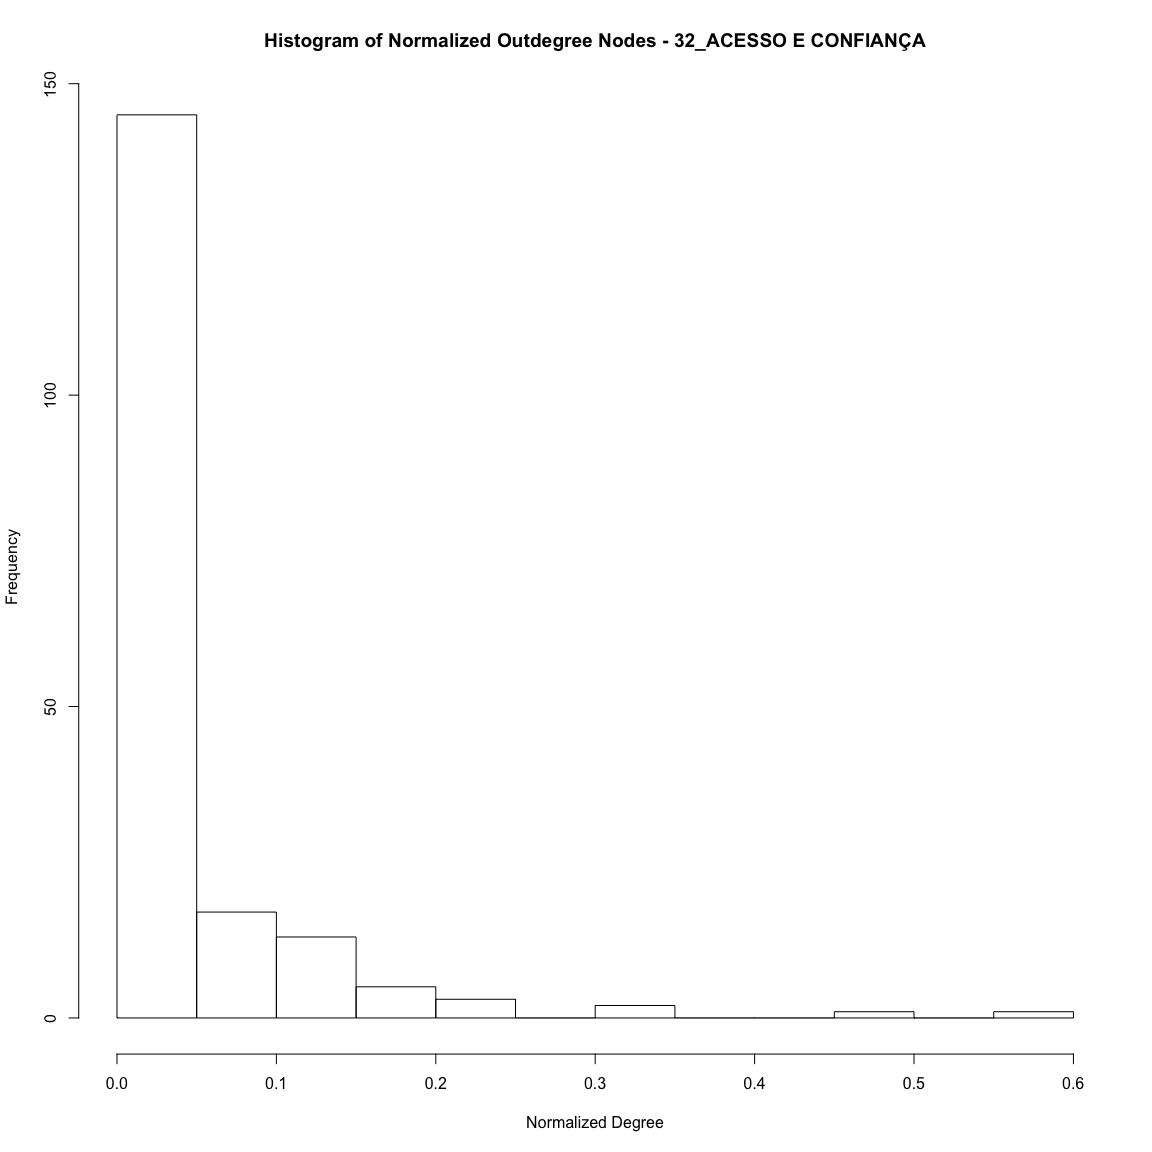 Histogram of Normalized Outdegree Nodes - 32_ACESSO E CONFIANÇA
150
100
50
0
Frequency
0.0 0.1 0.2 0.3 0.4 0.5 0.6
Normalized Degree